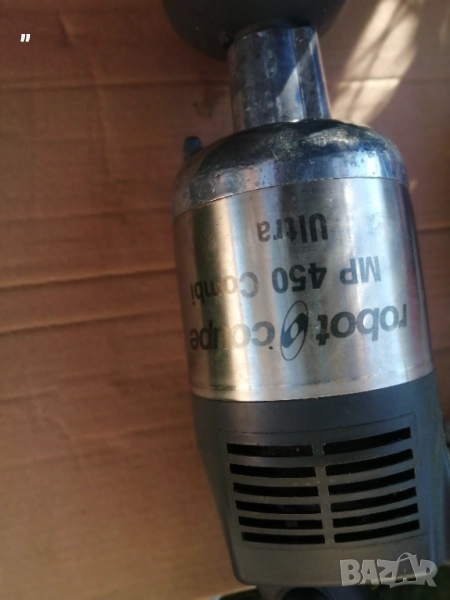 "
robot coupe
MP 450 Combi
Ultra
BAZAR